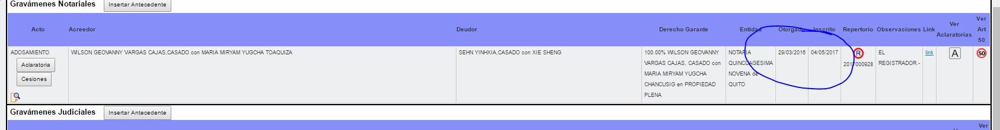 Gravámenes Notariales Insertar Antecedente
Acto Acreedor Deudor Derecho Garante Entidad Otorgado Inscrito Repertorio Observaciones Link Ver Aclaratorias Ver Art 50
ADOSAMIENTO
Aclaratoria
Cesiones
WILSON GEOVANNY VARGAS CAJAS,CASADO con MARIA MIRYAM YUGCHA TOAQUIZA
SEHN YINHXIA,CASADO con XIE SHENG
100.00% WILSON GEOVANNY
VARGAS CAJAS, CASADO con
MARIA MIRYAM YUGCHA
CHANCUSIG en PROPIEDAD
PLENA
NOTARIA
QUINCUAGESIMA
NOVENA de
QUITO
29/03/2016
04/05/2017
R
2017000928
EL
REGISTRADOR.-
link
A
50
Gravámenes Judiciales Insertar Antecedente
Ver